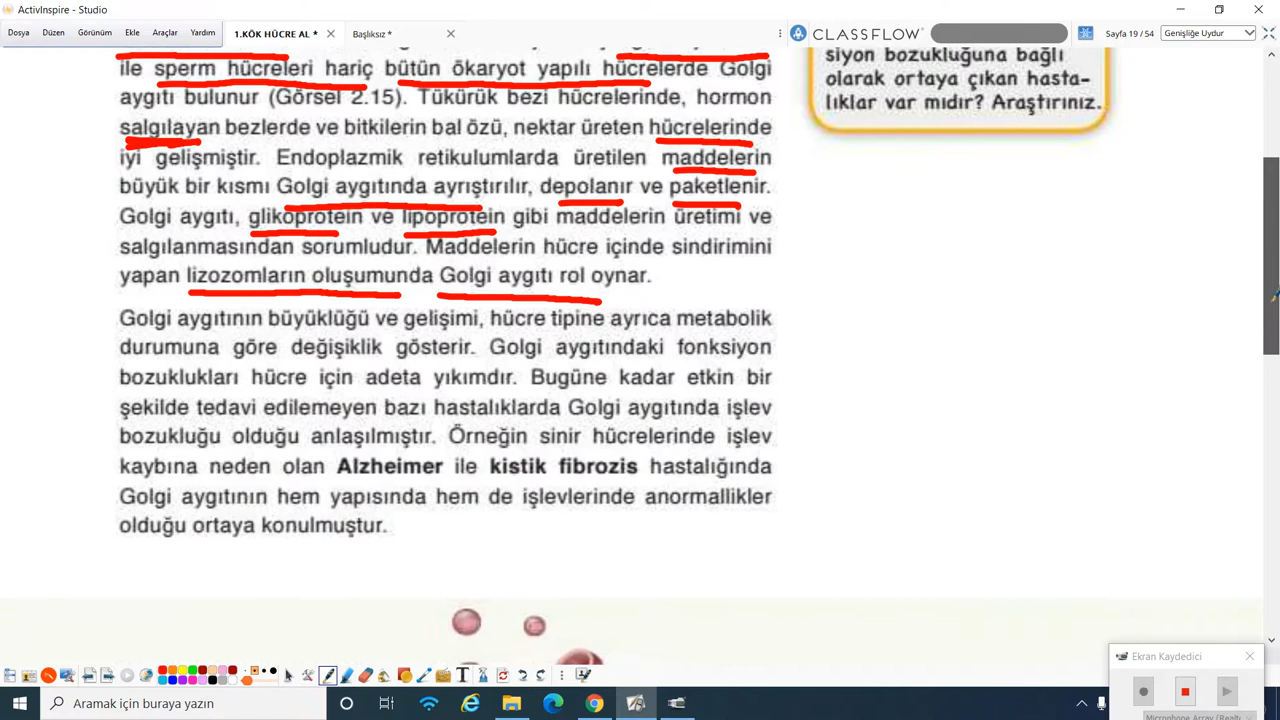 ActivInspire - Studio
Dosya Düzen Görünüm Ekle Araçlar Yardım
1.KÖK HÜCRE AL *
Başlıksız *
CLASSFLOW
Sayfa 19 / 54
Genişliğe Uydur
ile sperm hücreleri hariç bütün ökaryot yapılı hücrelerde Golgi
aygıtı bulunur (Görsel 2.15). Tükürük bezi hücrelerinde, hormon
salgılayan bezlerde ve bitkilerin bal özü, nektar üreten hücrelerinde
iyi gelişmiştir. Endoplazmik retikulumlarda üretilen maddelerin
büyük bir kısmı Golgi aygıtında ayrıştırılır, depolanır ve paketlenir.
Golgi aygıtı, glikoprotein ve lipoprotein gibi maddelerin üretimi ve
salgılanmasından sorumludur. Maddelerin hücre içinde sindirimini
yapan lizozomların oluşumunda Golgi aygıtı rol oynar.
Golgi aygıtının büyüklüğü ve gelişimi, hücre tipine ayrıca metabolik
durumuna göre değişiklik gösterir. Golgi aygıtındaki fonksiyon
bozuklukları hücre için adeta yıkımdır. Bugüne kadar etkin bir
şekilde tedavi edilemeyen bazı hastalıklarda Golgi aygıtında işlev
bozukluğu olduğu anlaşılmıştır. Örneğin sinir hücrelerinde işlev
kaybına neden olan Alzheimer ile kistik fibrozis hastalığında
Golgi aygıtının hem yapısında hem de işlevlerinde anormallikler
olduğu ortaya konulmuştur.
siyon bozukluğuna bağlı
olarak ortaya çıkan hasta-
lıklar var mıdır? Araştırınız.
Ekran Kaydedici
Microphone Array (Realt
Aramak için buraya yazın